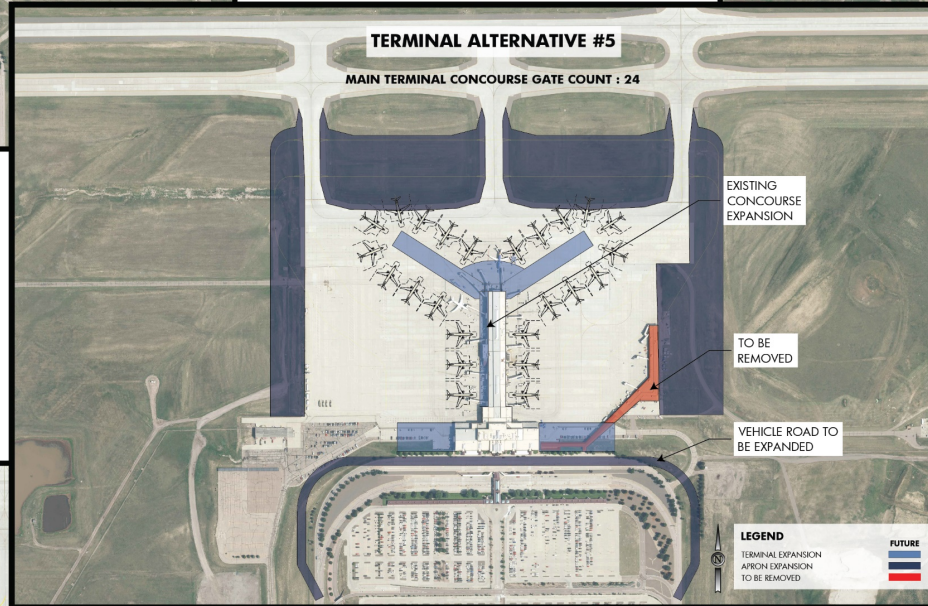 TERMINAL ALTERNATIVE #5
MAIN TERMINAL CONCOURSE GATE COUNT : 24
EXISTING
CONCOURSE
EXPANSION
TO BE
REMOVED
VEHICLE ROAD TO
BE EXPANDED
N
LEGEND
FUTURE
TERMINAL EXPANSION
APRON EXPANSION
TO BE REMOVED